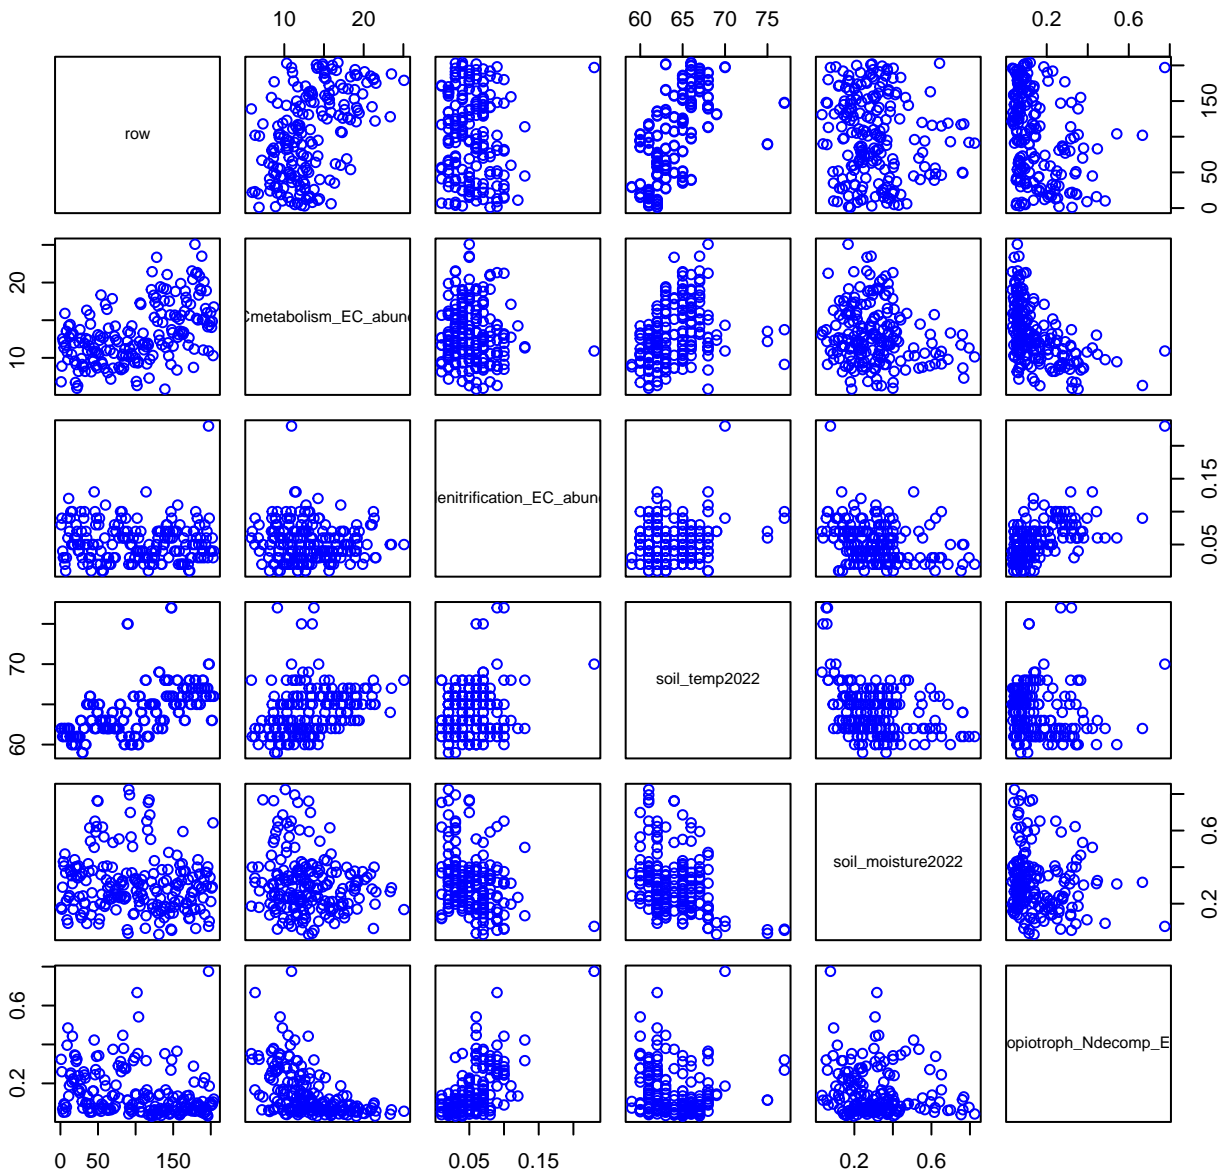 10 20
60 65 70 75
0.2 0.6
row
0 50 150
10 20
Cmetabolism_EC_abun
enitrification_EC_abun
0.05 0.15
60 70
soil_temp2022
soil_moisture2022
0.2 0.6
0.2 0.6
opiotroph_Ndecomp_E
0 50 150
0.05 0.15
0.2 0.6